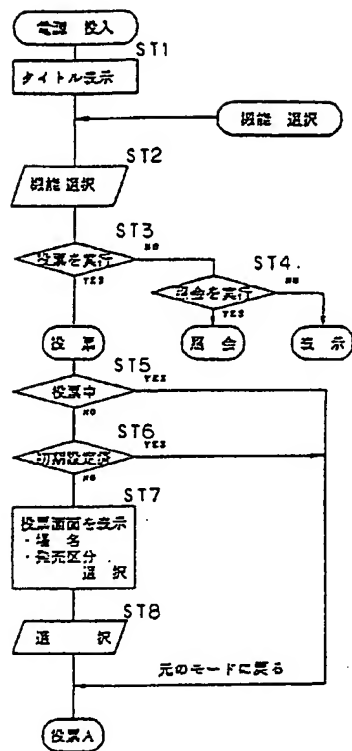 電源 投入
ST1
タイトル表示
機能 選択
ST2
機能選択
ST3
投票を実行
NO
YES
ST4.
照会を実行
NO
YES
投票
照会
表示
ST5
投票中
YES
NO
ST6
初期設定済
YES
NO
ST7
投票画面を表示
・場名
・発売区分
選択
ST8
選択
元のモードに戻る
投票A